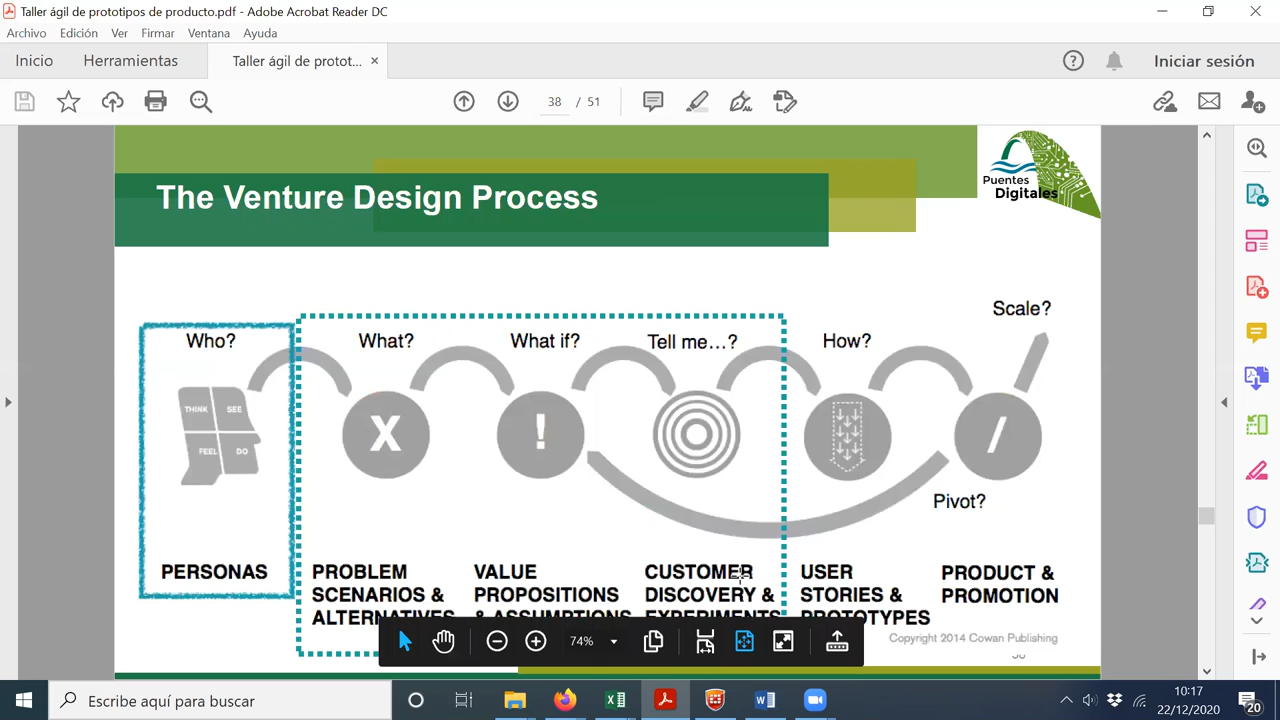 Taller ágil de prototipos de producto.pdf - Adobe Acrobat Reader DC
Archivo Edición Ver Firmar Ventana Ayuda
Inicio Herramientas Taller ágil de protot... × Iniciar sesión
38 / 51
The Venture Design Process
Puentes
Digitales
Scale?
Who? What? What if? Tell me...? How?
THINK SEE
FEEL DO
X ! /
Pivot?
PERSONAS PROBLEM SCENARIOS & ALTERNATIVES
VALUE PROPOSITIONS & ASSUMPTIONS
CUSTOMER DISCOVERY & EXPERIMENTS
USER STORIES & PROTOTYPES
PRODUCT & PROMOTION
Copyright 2014 Cowan Publishing
38
74%
Escribe aquí para buscar
10:17
22/12/2020
20